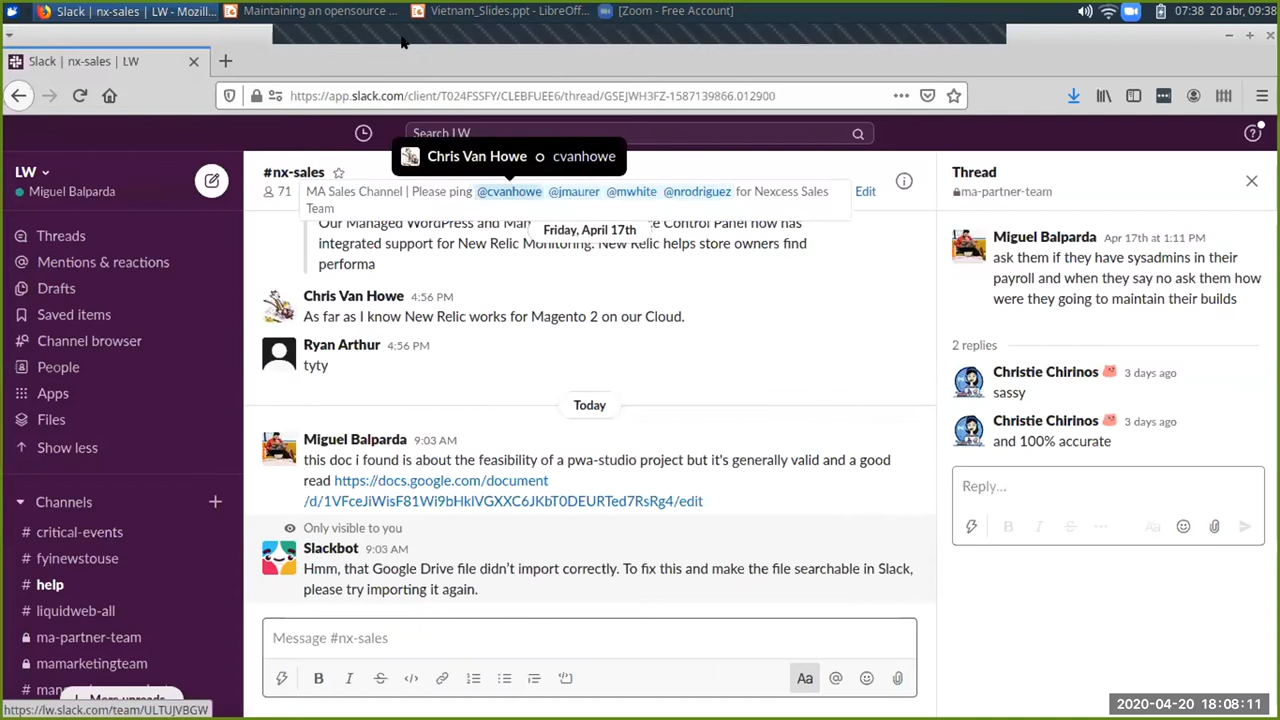 Slack | nx-sales | LW - Mozil...
Maintaining an opensource ...
Vietnam_Slides.ppt - LibreOff...
[Zoom - Free Account]
07:38
20 abr, 09:38
Slack | nx-sales | LW
https://app.slack.com/client/T024FSSFY/CLEBFUEE6/thread/GSEJWH3FZ-1587139866.012900
Search LW
Chris Van Howe cvanhowe
LW
Miguel Balparda
Threads
Mentions & reactions
Drafts
Saved items
Channel browser
People
Apps
Files
Show less
Channels
# critical-events
# fyinewstouse
# help
# liquidweb-all
ma-partner-team
mamarketingteam
More unreads
https://lw.slack.com/team/ULTUJVBGW
#nx-sales
71
MA Sales Channel | Please ping @cvanhowe @jmaurer @mwhite @nrodriguez for Nexcess Sales
Team
Edit
Friday, April 17th
Our Managed WordPress and Control Panel now has
integrated support for New Relic Monitoring. New Relic helps store owners find
performa
Chris Van Howe 4:56 PM
As far as I know New Relic works for Magento 2 on our Cloud.
Ryan Arthur 4:56 PM
tyty
Today
Miguel Balparda 9:03 AM
this doc i found is about the feasibility of a pwa-studio project but it's generally valid and a good
read https://docs.google.com/document
/d/1VFceJiWisF81Wi9bHklVGXXC6JKbT0DEURTed7RsRg4/edit
Only visible to you
Slackbot 9:03 AM
Hmm, that Google Drive file didn't import correctly. To fix this and make the file searchable in Slack,
please try importing it again.
Message #nx-sales
Aa
Thread
ma-partner-team
Miguel Balparda Apr 17th at 1:11 PM
ask them if they have sysadmins in their
payroll and when they say no ask them how
were they going to maintain their builds
2 replies
Christie Chirinos 3 days ago
sassy
Christie Chirinos 3 days ago
and 100% accurate
Reply...
Aa
2020-04-20 18:08:11